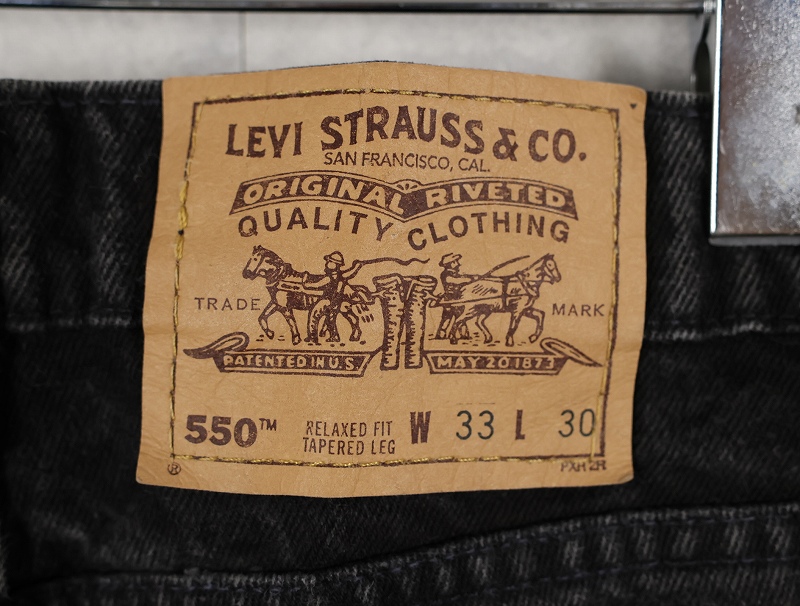 LEVI STRAUSS & CO.
SAN FRANCISCO, CAL.
ORIGINAL RIVETED
QUALITY CLOTHING
TRADE MARK
PATENTED IN U.S. MAY 20 1873
550™ RELAXED FIT TAPERED LEG W 33 L 30
®